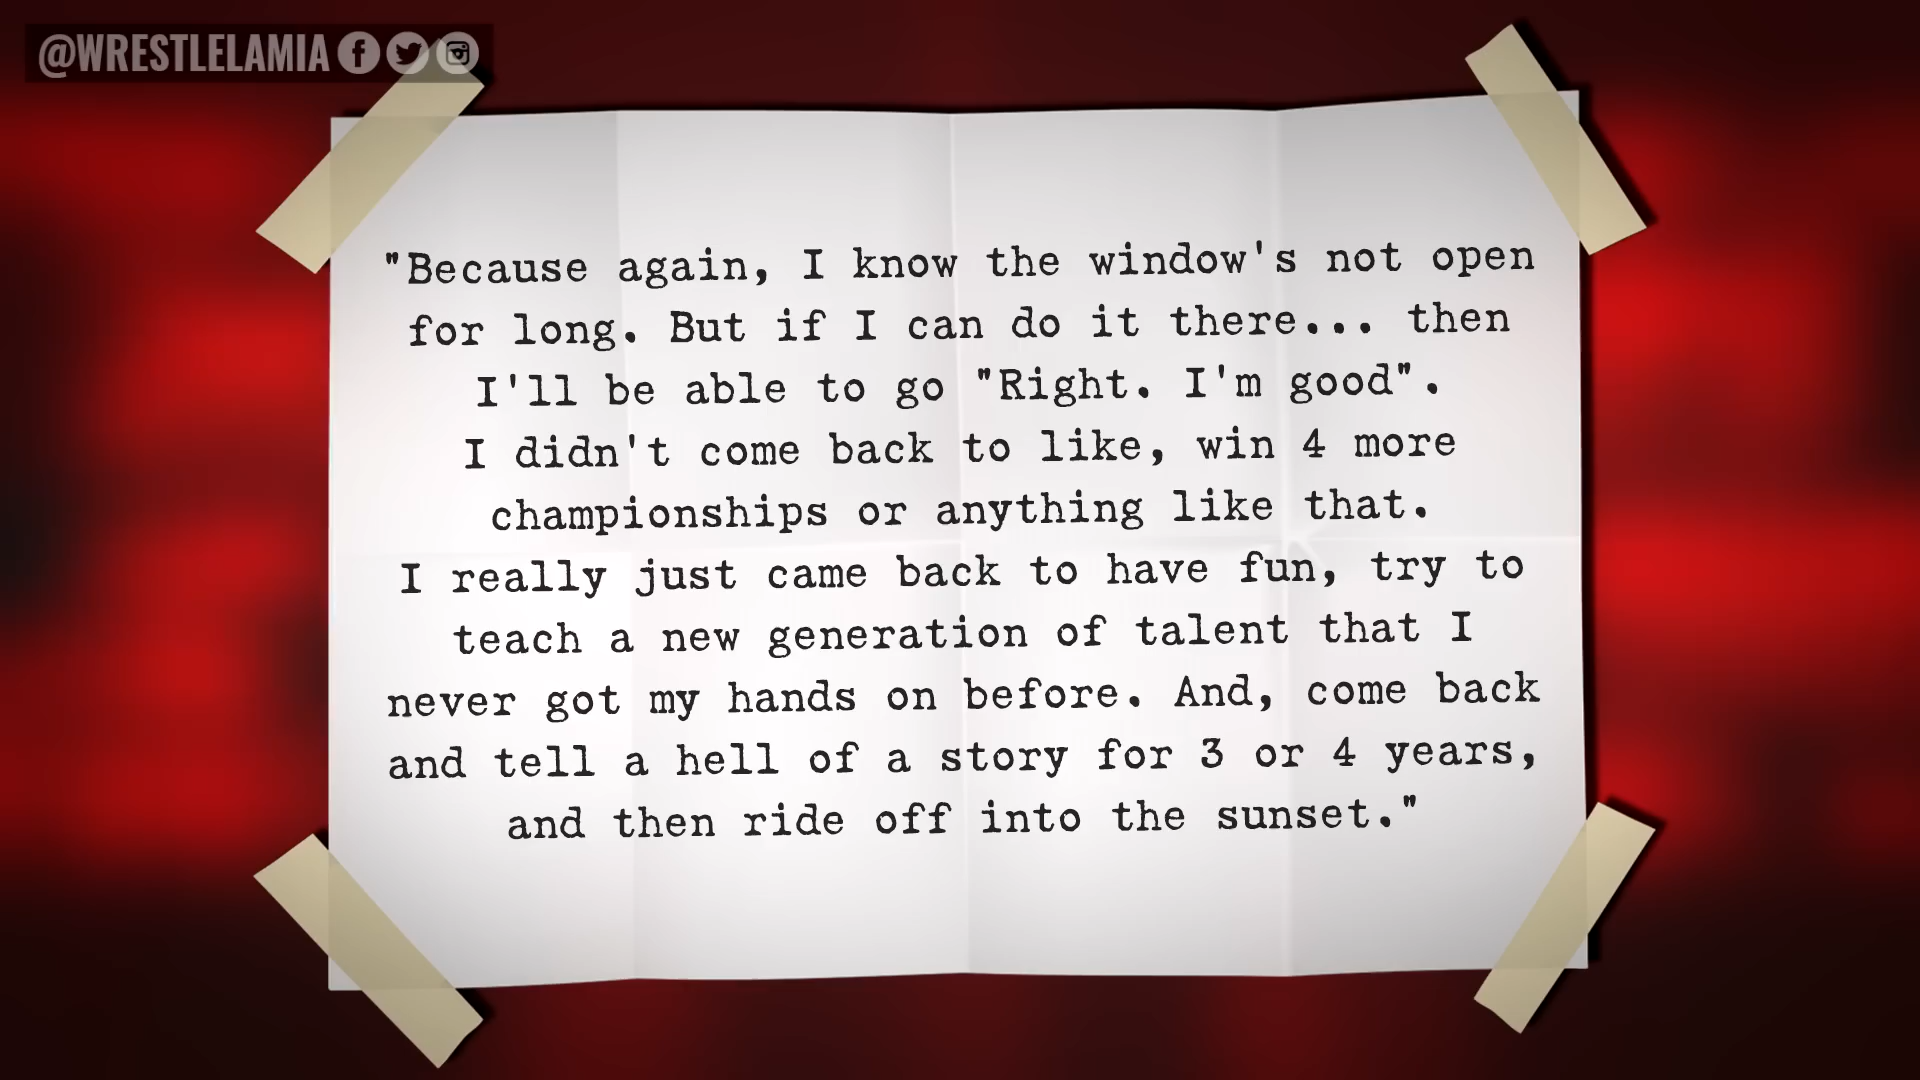 @WRESTLELAMIA
"Because again, I know the window's not open
for long. But if I can do it there... then
I'll be able to go "Right. I'm good".
I didn't come back to like, win 4 more
championships or anything like that.
I really just came back to have fun, try to
teach a new generation of talent that I
never got my hands on before. And, come back
and tell a hell of a story for 3 or 4 years,
and then ride off into the sunset."